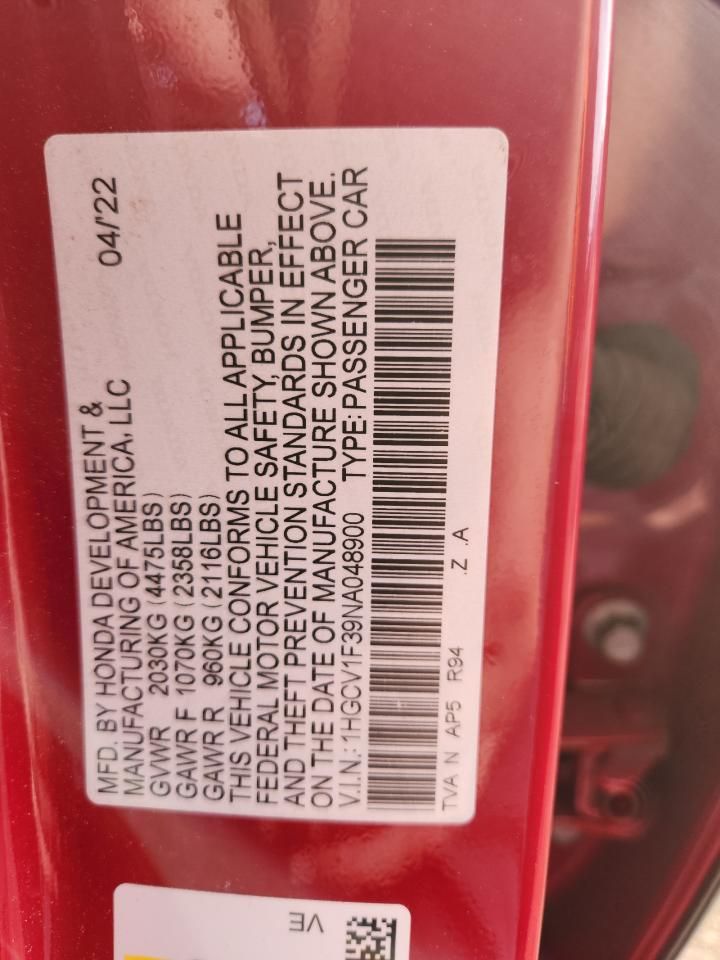 MFD. BY HONDA DEVELOPMENT & 04/'22
MANUFACTURING OF AMERICA, LLC
GVWR 2030KG (4475LBS)
GAWR F 1070KG (2358LBS)
GAWR R 960KG (2116LBS)
THIS VEHICLE CONFORMS TO ALL APPLICABLE
FEDERAL MOTOR VEHICLE SAFETY, BUMPER,
AND THEFT PREVENTION STANDARDS IN EFFECT
ON THE DATE OF MANUFACTURE SHOWN ABOVE.
V.I.N.: 1HGCV1F39NA048900 TYPE: PASSENGER CAR
TVA N AP5 R94 .Z .A
VE